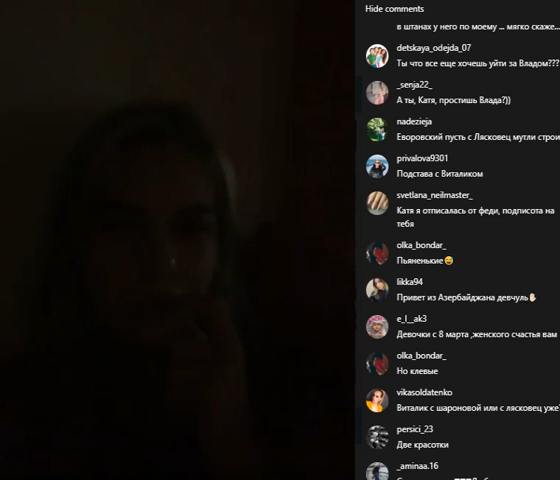 Hide comments
в штанах у него по моему ... мягко скаже...
detskaya_odejda_07
Ты что все еще хочешь уйти за Владом???
_senja22_
А ты, Катя, простишь Влада?))
nadezieja
Еворовский пусть с Лясковец мутли строи
privalova9301
Подстава с Виталиком
svetlana_neilmaster_
Катя я отписалась от феди, подписота на
тебя
olka_bondar_
Пьяненькие😅
likka94
Привет из Азербайджана девчуль✋🏻
e_l__ak3
Девочки с 8 марта ,женского счастья вам
olka_bondar_
Но клевые
vikasoldatenko
Виталик с шароновой или с лясковец уже?
persici_23
Две красотки
_aminaa.16